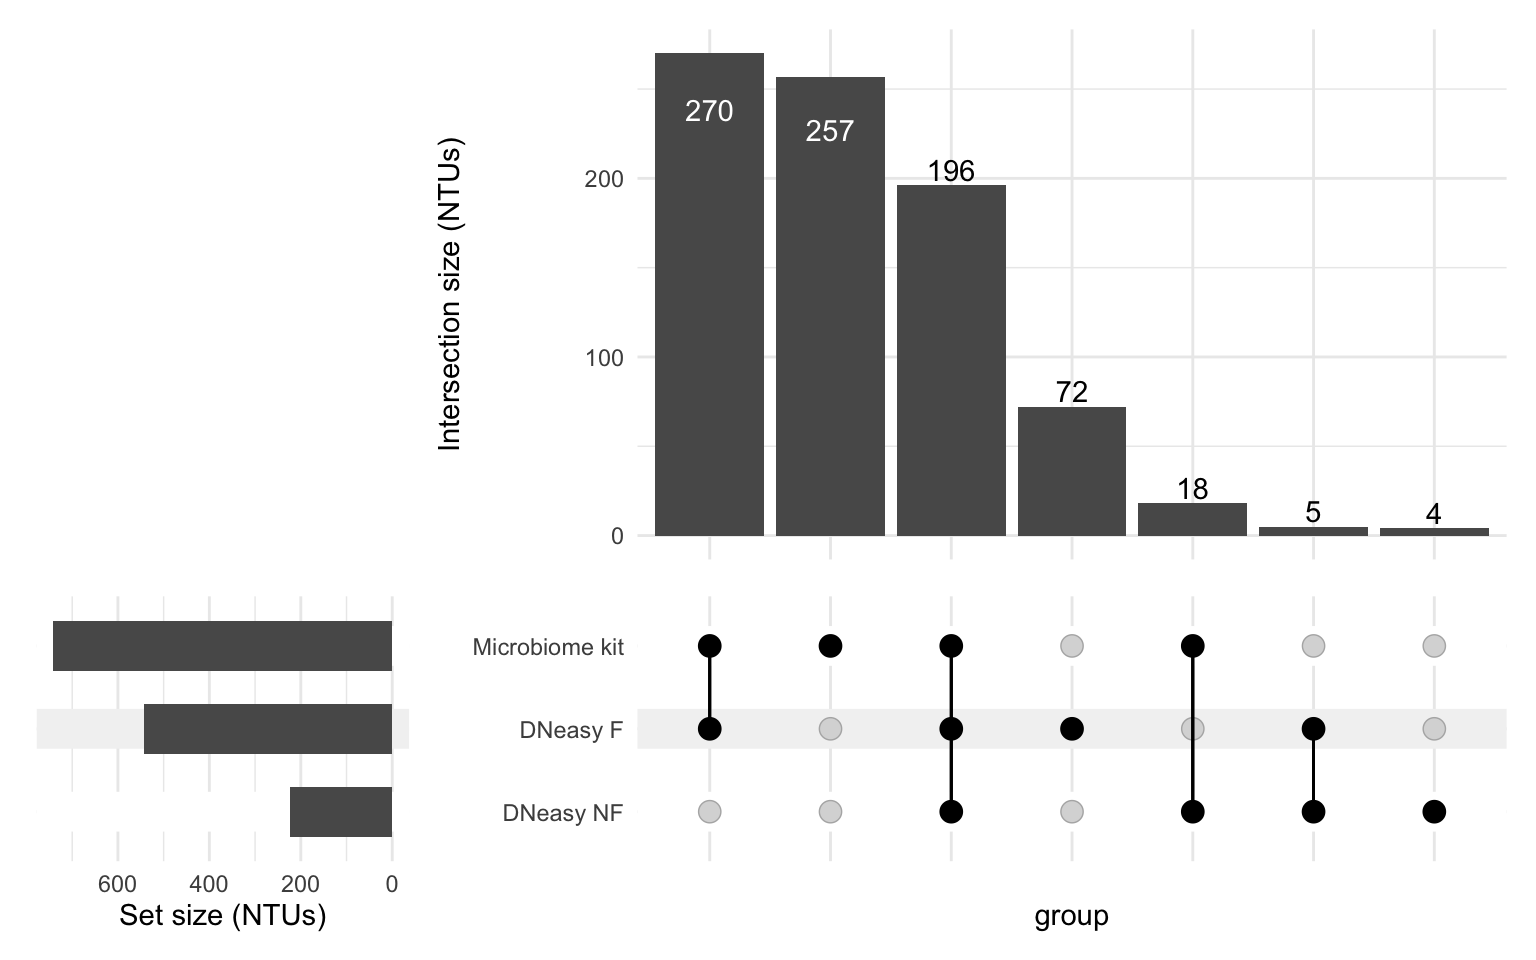 Intersection size (NTUs)
200
100
0
270
257
196
72
18
5
4
Microbiome kit
DNeasy F
DNeasy NF
600 400 200 0
Set size (NTUs)
group